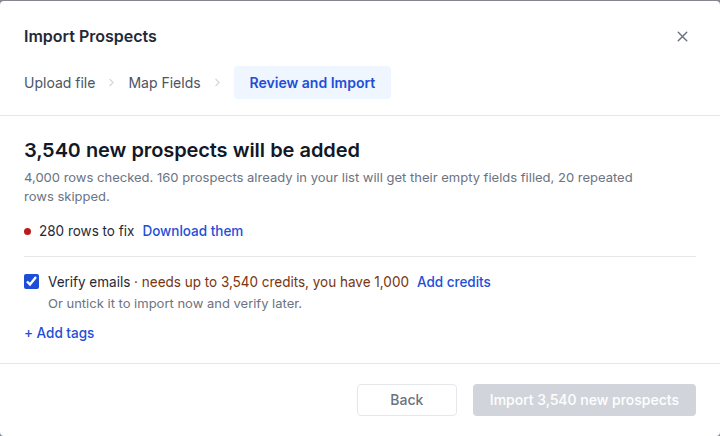 Import Prospects
Upload file
Map Fields
Review and Import
3,540 new prospects will be added
4,000 rows checked. 160 prospects already in your list will get their empty fields filled, 20 repeated
rows skipped.
280 rows to fix Download them
Verify emails · needs up to 3,540 credits, you have 1,000 Add credits
Or untick it to import now and verify later.
+ Add tags
Back
Import 3,540 new prospects